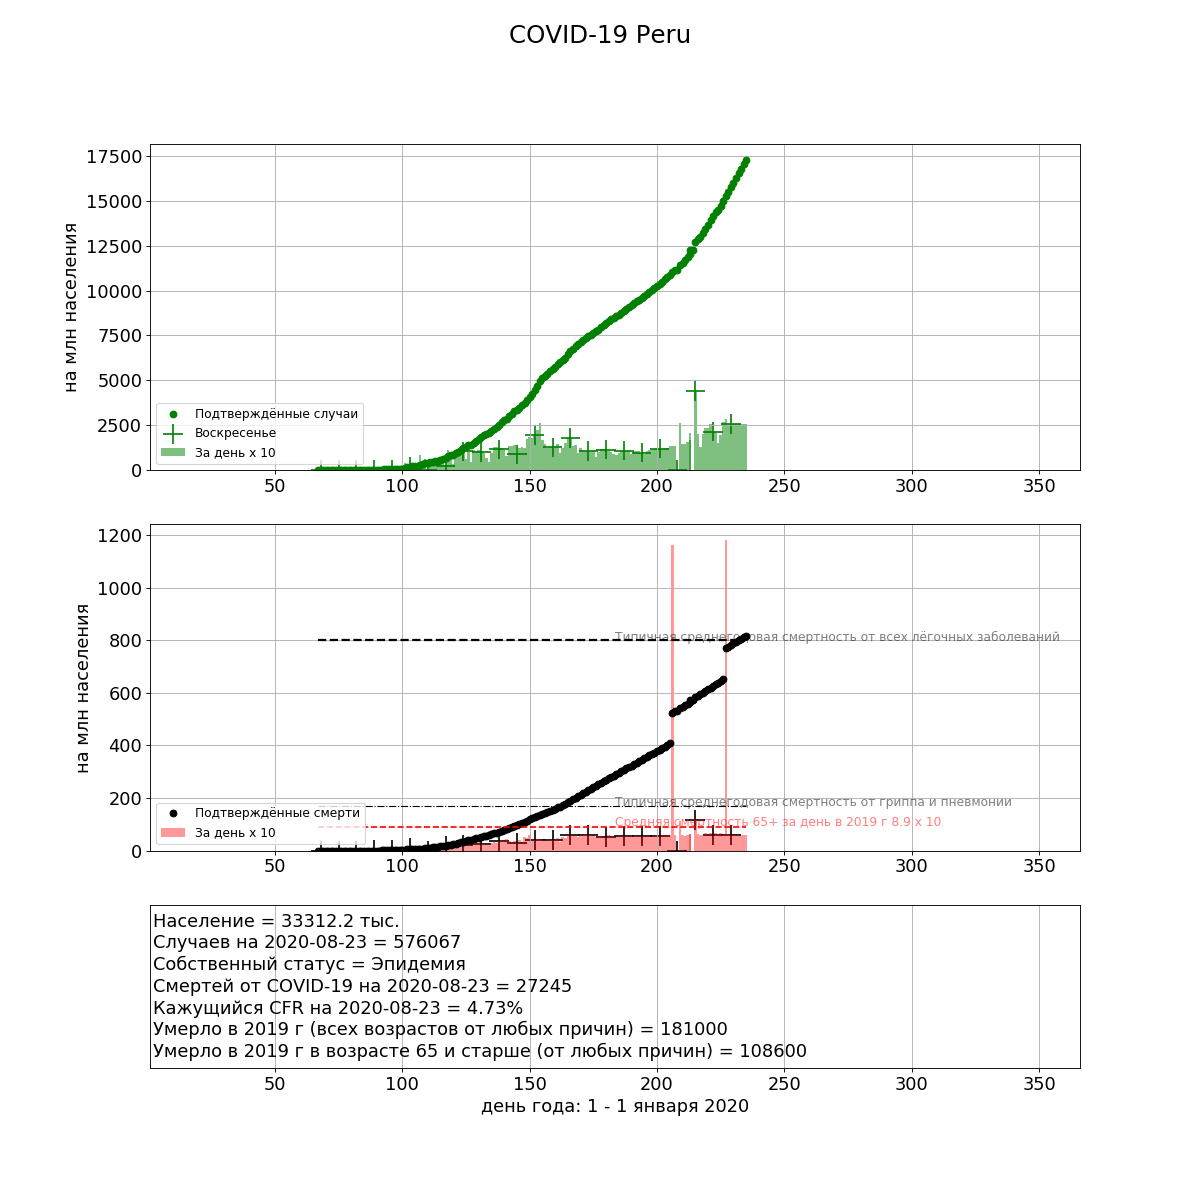 COVID-19 Peru
17500
15000
12500
10000
7500
5000
2500
0
на млн населения
Подтверждённые случаи
Воскресенье
За день x 10
50 100 150 200 250 300 350
1200
1000
800
600
400
200
0
на млн населения
Типичная среднегодовая смертность от всех лёгочных заболеваний
Типичная среднегодовая смертность от гриппа и пневмонии
Средняя смертность 65+ за день в 2019 г 8.9 x 10
Подтверждённые смерти
За день x 10
50 100 150 200 250 300 350
Население = 33312.2 тыс.
Случаев на 2020-08-23 = 576067
Собственный статус = Эпидемия
Смертей от COVID-19 на 2020-08-23 = 27245
Кажущийся CFR на 2020-08-23 = 4.73%
Умерло в 2019 г (всех возрастов от любых причин) = 181000
Умерло в 2019 г в возрасте 65 и старше (от любых причин) = 108600
50 100 150 200 250 300 350
день года: 1 - 1 января 2020